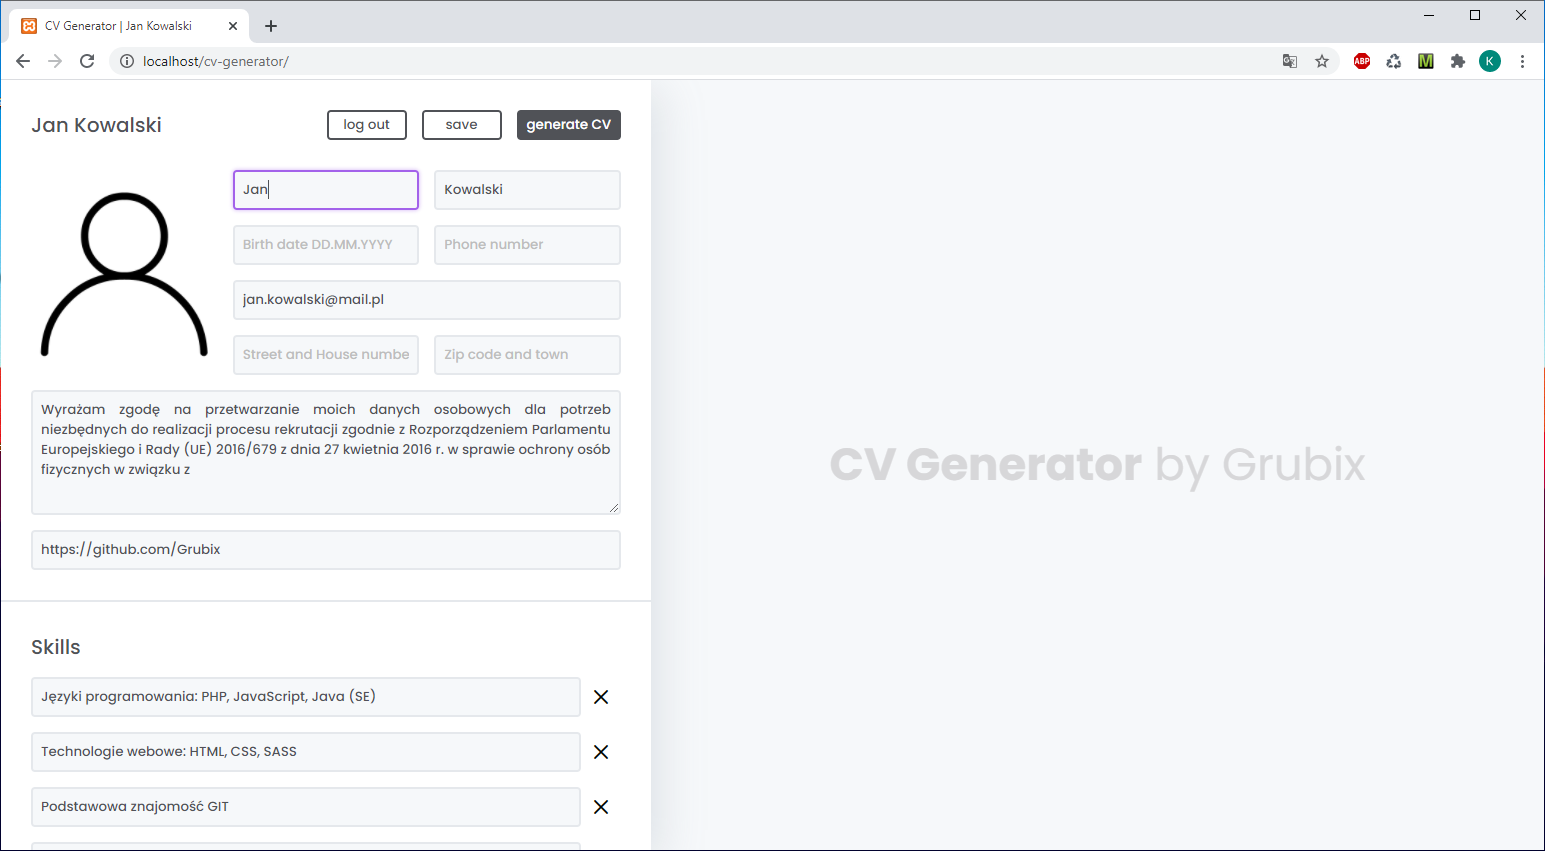 CV Generator | Jan Kowalski
localhost/cv-generator/
ABP
M
K
Jan Kowalski
log out
save
generate CV
Jan
Kowalski
Birth date DD.MM.YYYY
Phone number
jan.kowalski@mail.pl
Street and House numbe
Zip code and town
Wyrażam zgodę na przetwarzanie moich danych osobowych dla potrzeb
niezbędnych do realizacji procesu rekrutacji zgodnie z Rozporządzeniem Parlamentu
Europejskiego i Rady (UE) 2016/679 z dnia 27 kwietnia 2016 r. w sprawie ochrony osób
fizycznych w związku z
https://github.com/Grubix
Skills
Języki programowania: PHP, JavaScript, Java (SE)
Technologie webowe: HTML, CSS, SASS
Podstawowa znajomość GIT
CV Generator by Grubix